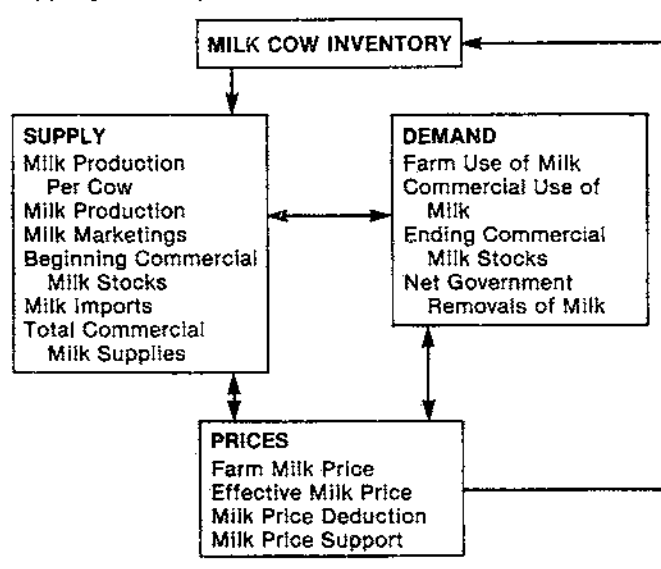 MILK COW INVENTORY
SUPPLY
Milk Production
Per Cow
Milk Production
Milk Marketings
Beginning Commercial
Milk Stocks
Milk Imports
Total Commercial
Milk Supplies
DEMAND
Farm Use of Milk
Commercial Use of
Milk
Ending Commercial
Milk Stocks
Net Government
Removals of Milk
PRICES
Farm Milk Price
Effective Milk Price
Milk Price Deduction
Milk Price Support